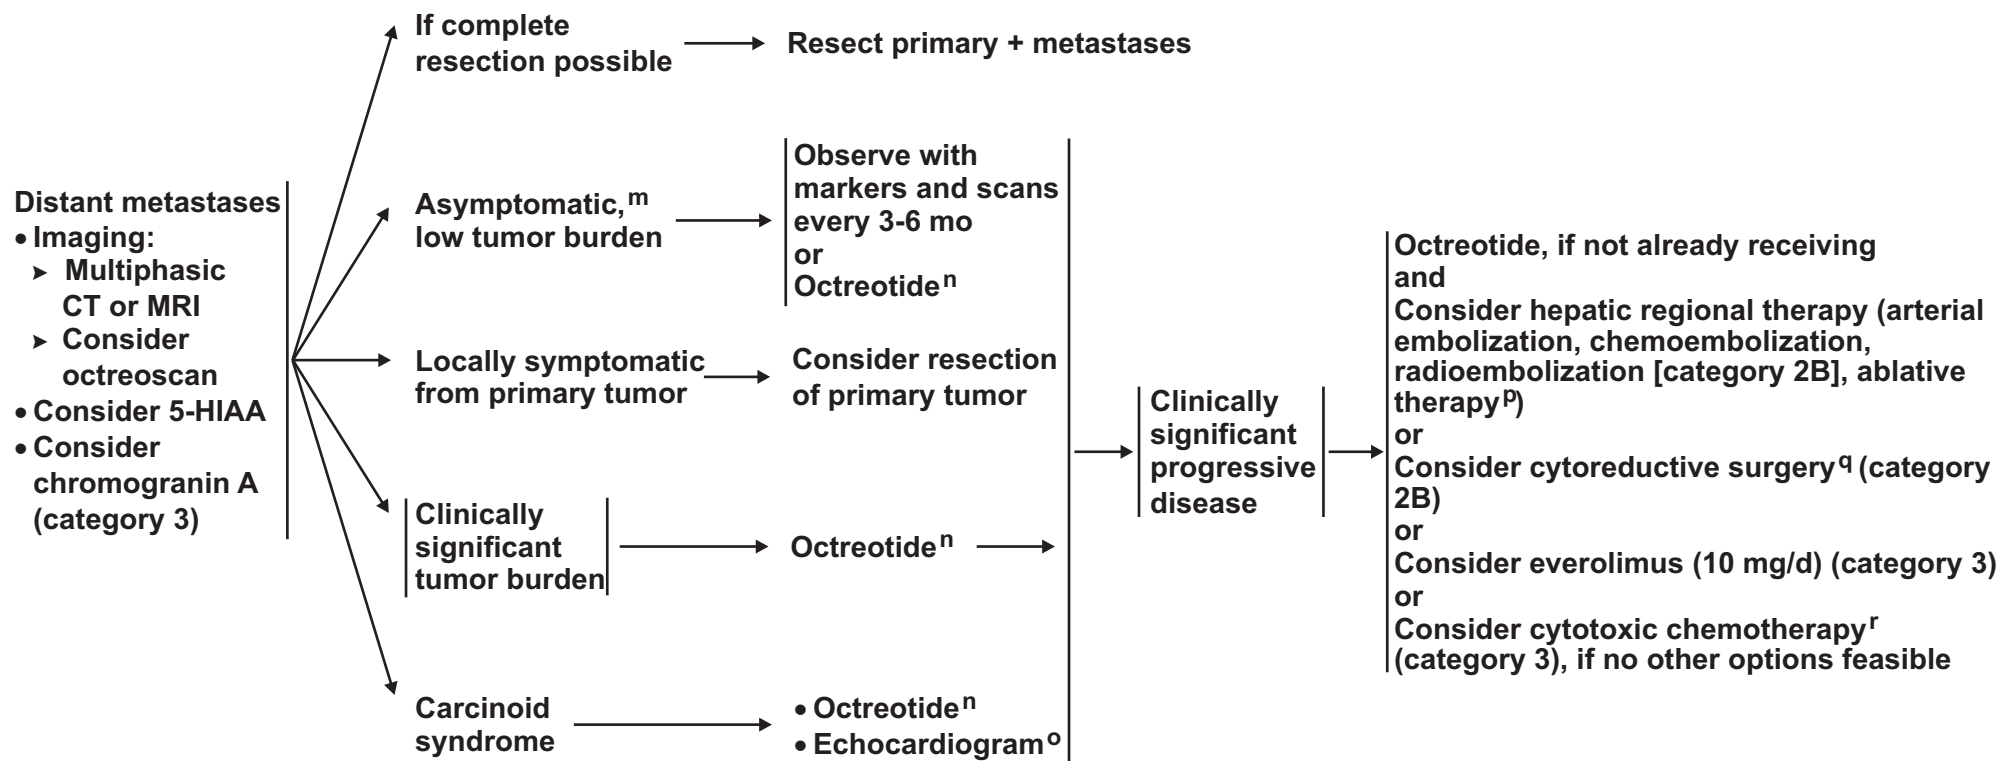 Distant metastases
• Imaging:
➤ Multiphasic
CT or MRI
➤ Consider
octreoscan
• Consider 5-HIAA
• Consider
chromogranin A
(category 3)
If complete
resection possible
Resect primary + metastases
Asymptomatic,m
low tumor burden
Observe with
markers and scans
every 3-6 mo
or
Octreotiden
Locally symptomatic
from primary tumor
Consider resection
of primary tumor
Clinically
significant
tumor burden
Octreotiden
Carcinoid
syndrome
• Octreotiden
• Echocardiogramo
Clinically
significant
progressive
disease
Octreotide, if not already receiving
and
Consider hepatic regional therapy (arterial
embolization, chemoembolization,
radioembolization [category 2B], ablative
therapyp)
or
Consider cytoreductive surgeryq (category
2B)
or
Consider everolimus (10 mg/d) (category 3)
or
Consider cytotoxic chemotherapyr
(category 3), if no other options feasible